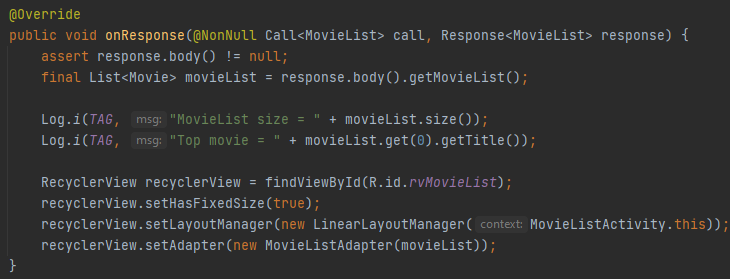 @Override
public void onResponse(@NonNull Call<MovieList> call, Response<MovieList> response) {
assert response.body() != null;
final List<Movie> movieList = response.body().getMovieList();
Log.i(TAG, msg: "MovieList size = " + movieList.size());
Log.i(TAG, msg: "Top movie = " + movieList.get(0).getTitle());
RecyclerView recyclerView = findViewById(R.id.rvMovieList);
recyclerView.setHasFixedSize(true);
recyclerView.setLayoutManager(new LinearLayoutManager( context: MovieListActivity.this));
recyclerView.setAdapter(new MovieListAdapter(movieList));
}